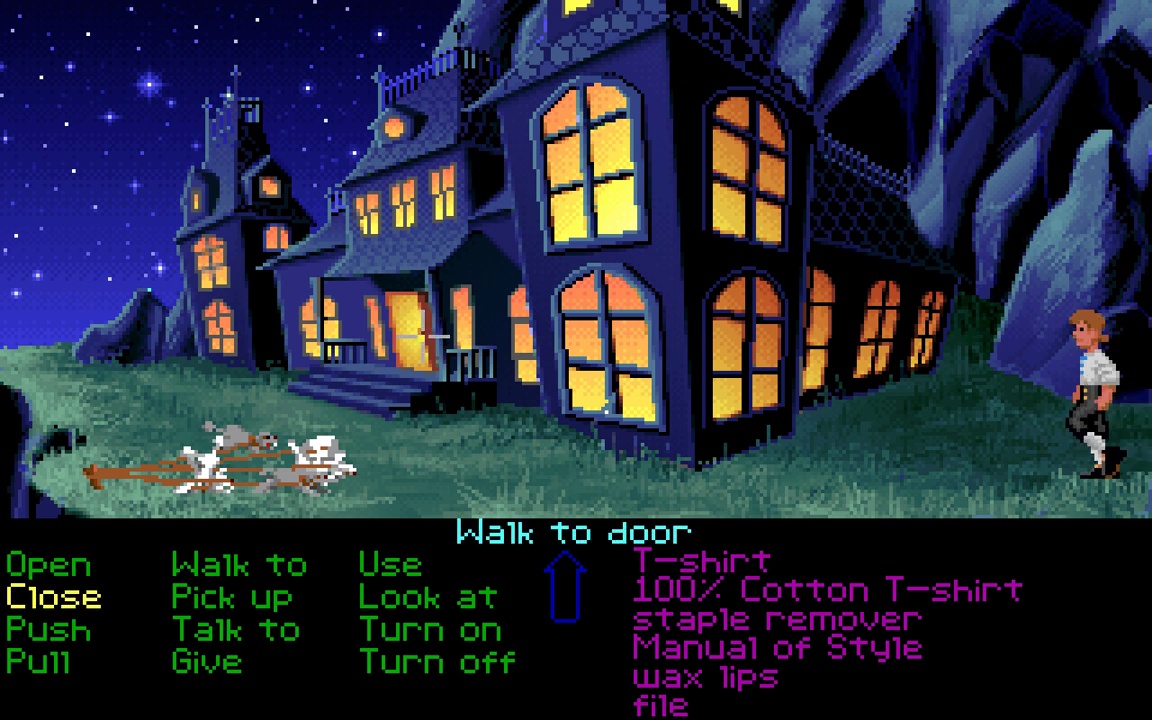 Walk to door
Open Walk to Use
Close Pick up Look at
Push Talk to Turn on
Pull Give Turn off
T-shirt
100% Cotton T-shirt
staple remover
Manual of Style
wax lips
file